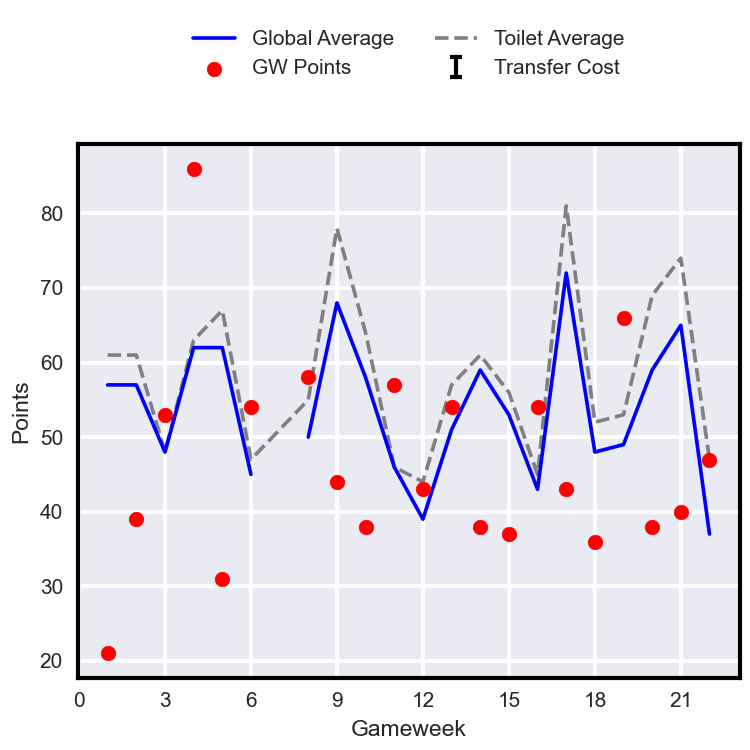 Global Average
GW Points
Toilet Average
Transfer Cost
Points
80
70
60
50
40
30
20
0 3 6 9 12 15 18 21
Gameweek